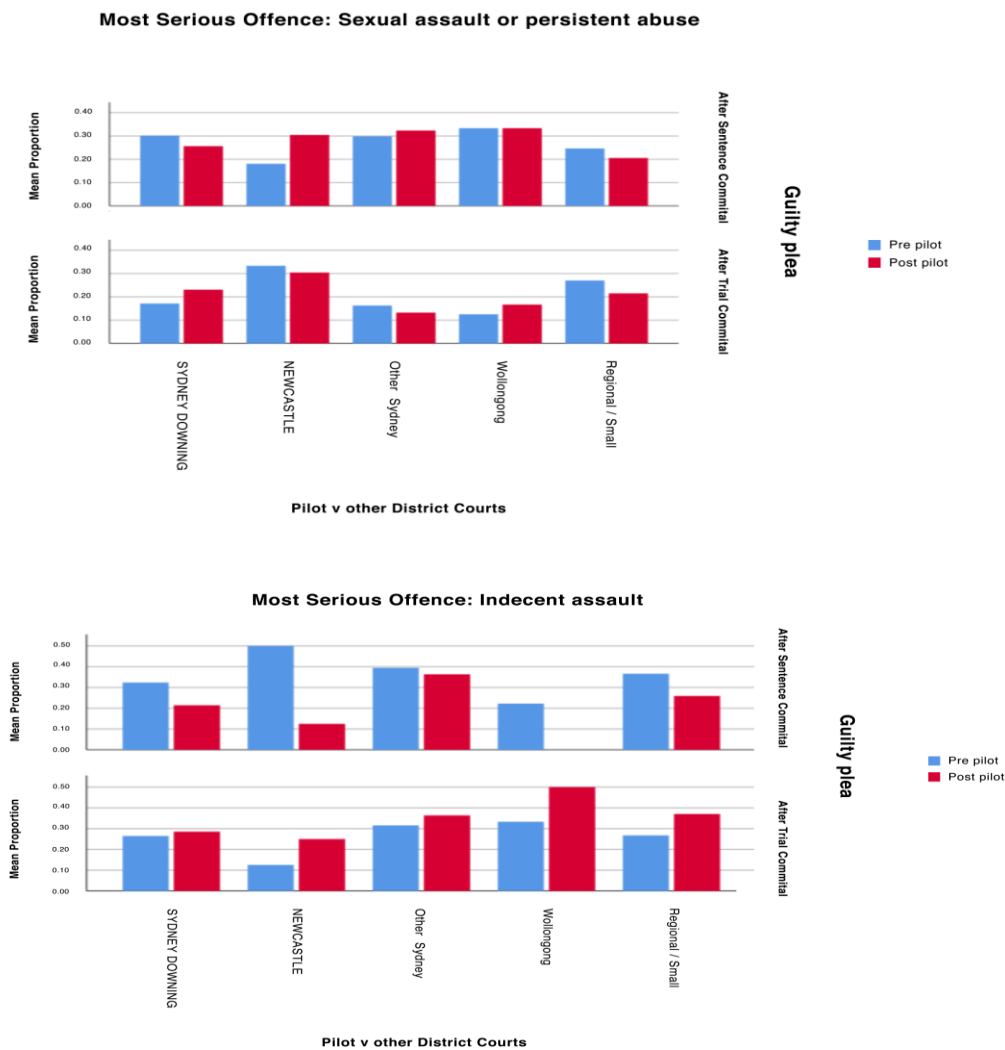 Most Serious Offence: Sexual assault or persistent abuse
Mean Proportion
0.40
0.30
0.20
0.10
0.00
After Sentence Commital
Mean Proportion
0.40
0.30
0.20
0.10
0.00
After Trial Commital
Guilty plea
Pre pilot
Post pilot
SYDNEY DOWNING
NEWCASTLE
Other Sydney
Wollongong
Regional / Small
Pilot v other District Courts
Most Serious Offence: Indecent assault
Mean Proportion
0.50
0.40
0.30
0.20
0.10
0.00
After Sentence Commital
Mean Proportion
0.50
0.40
0.30
0.20
0.10
0.00
After Trial Commital
Guilty plea
Pre pilot
Post pilot
SYDNEY DOWNING
NEWCASTLE
Other Sydney
Wollongong
Regional / Small
Pilot v other District Courts